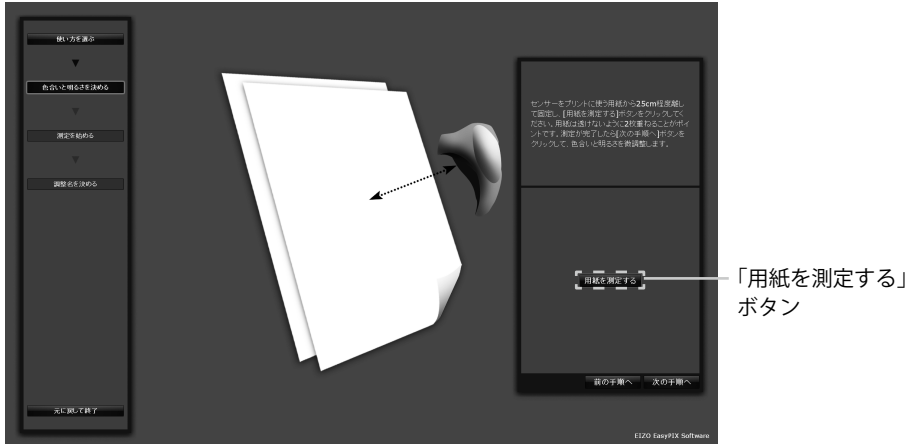 使い方を選ぶ
色合いと明るさを決める
測定を始める
調整名を決める
元に戻して終了
センサーをプリントに使う用紙から25cm程度離し
て固定し、[用紙を測定する]ボタンをクリックしてく
ださい。用紙は透けないように2枚重ねることがポイ
ントです。測定が完了したら[次の手順へ]ボタンを
クリックして、色合いと明るさを微調整します。
用紙を測定する
前の手順へ 次の手順へ
EIZO EasyPIX Software
「用紙を測定する」
ボタン